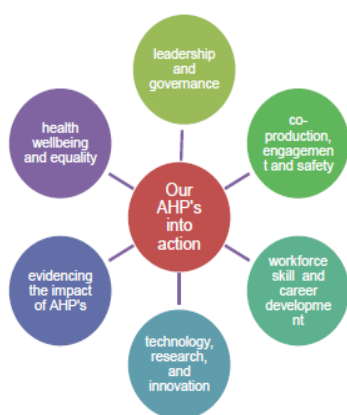 leadership
and
governance
co-
production,
engagemen
t and safety
workforce
skill and
career
developme
nt
technology,
research,
and
innovation
evidencing
the impact
of AHP's
health
wellbeing
and equality
Our
AHP's
into
action